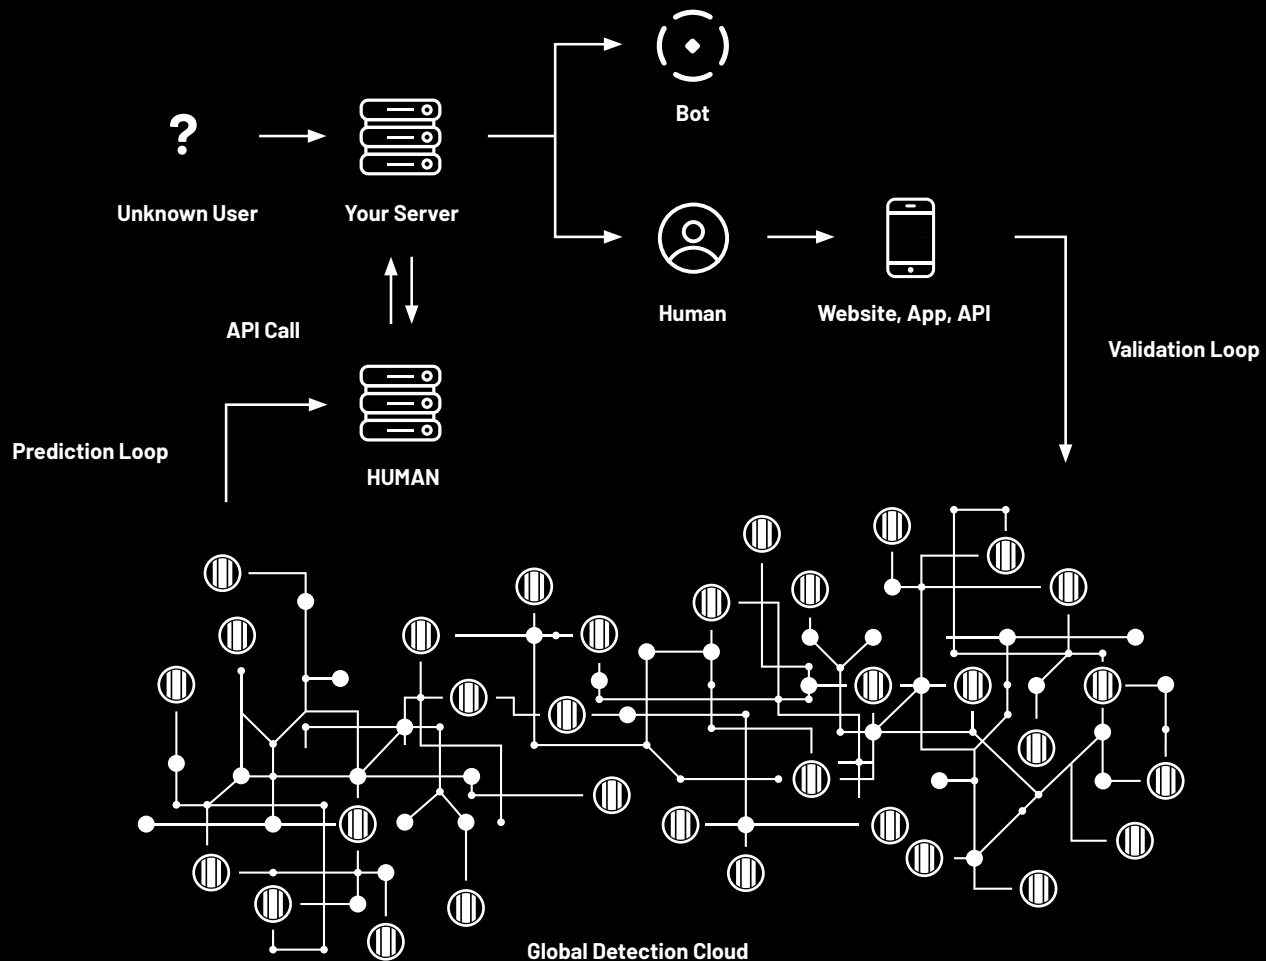 Bot
?
Unknown User
Your Server
Human
Website, App, API
API Call
Validation Loop
Prediction Loop
HUMAN
Global Detection Cloud